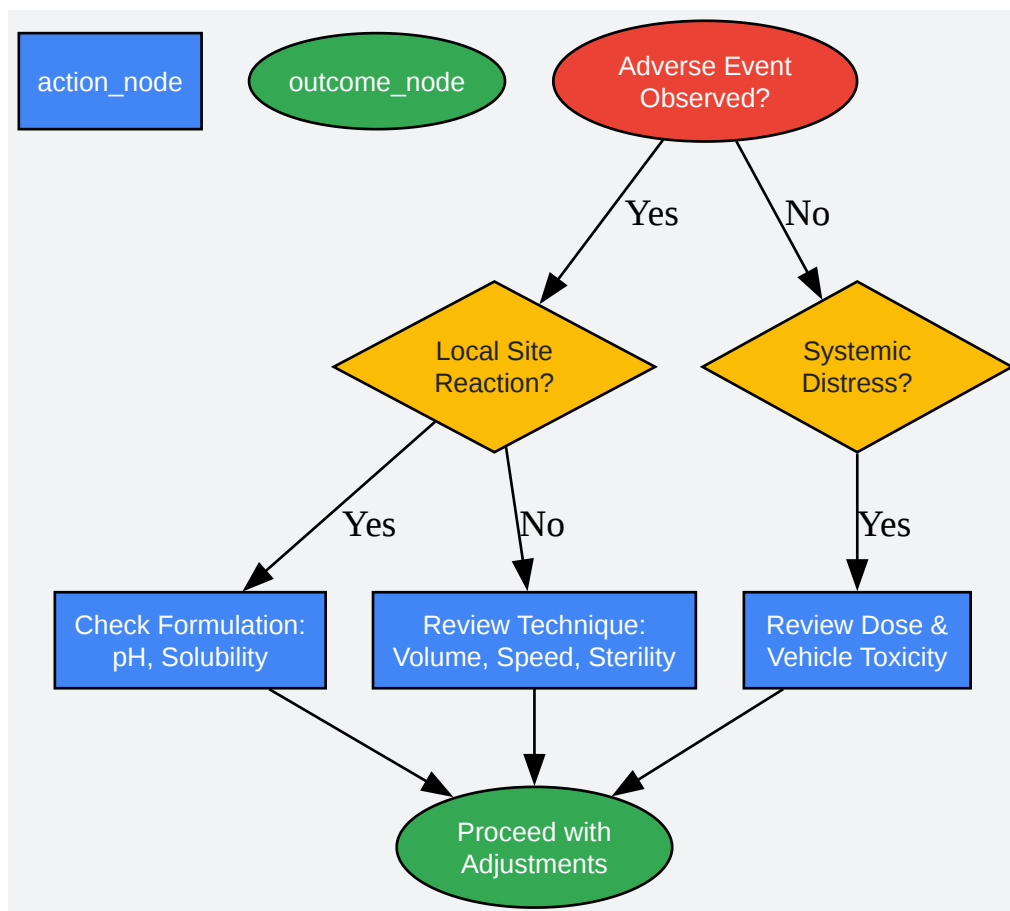 action_node
outcome_node
Adverse Event
Observed?
Yes
No
Local Site
Reaction?
Systemic
Distress?
Yes
No
Yes
Check Formulation:
pH, Solubility
Review Technique:
Volume, Speed, Sterility
Review Dose &
Vehicle Toxicity
Proceed with
Adjustments